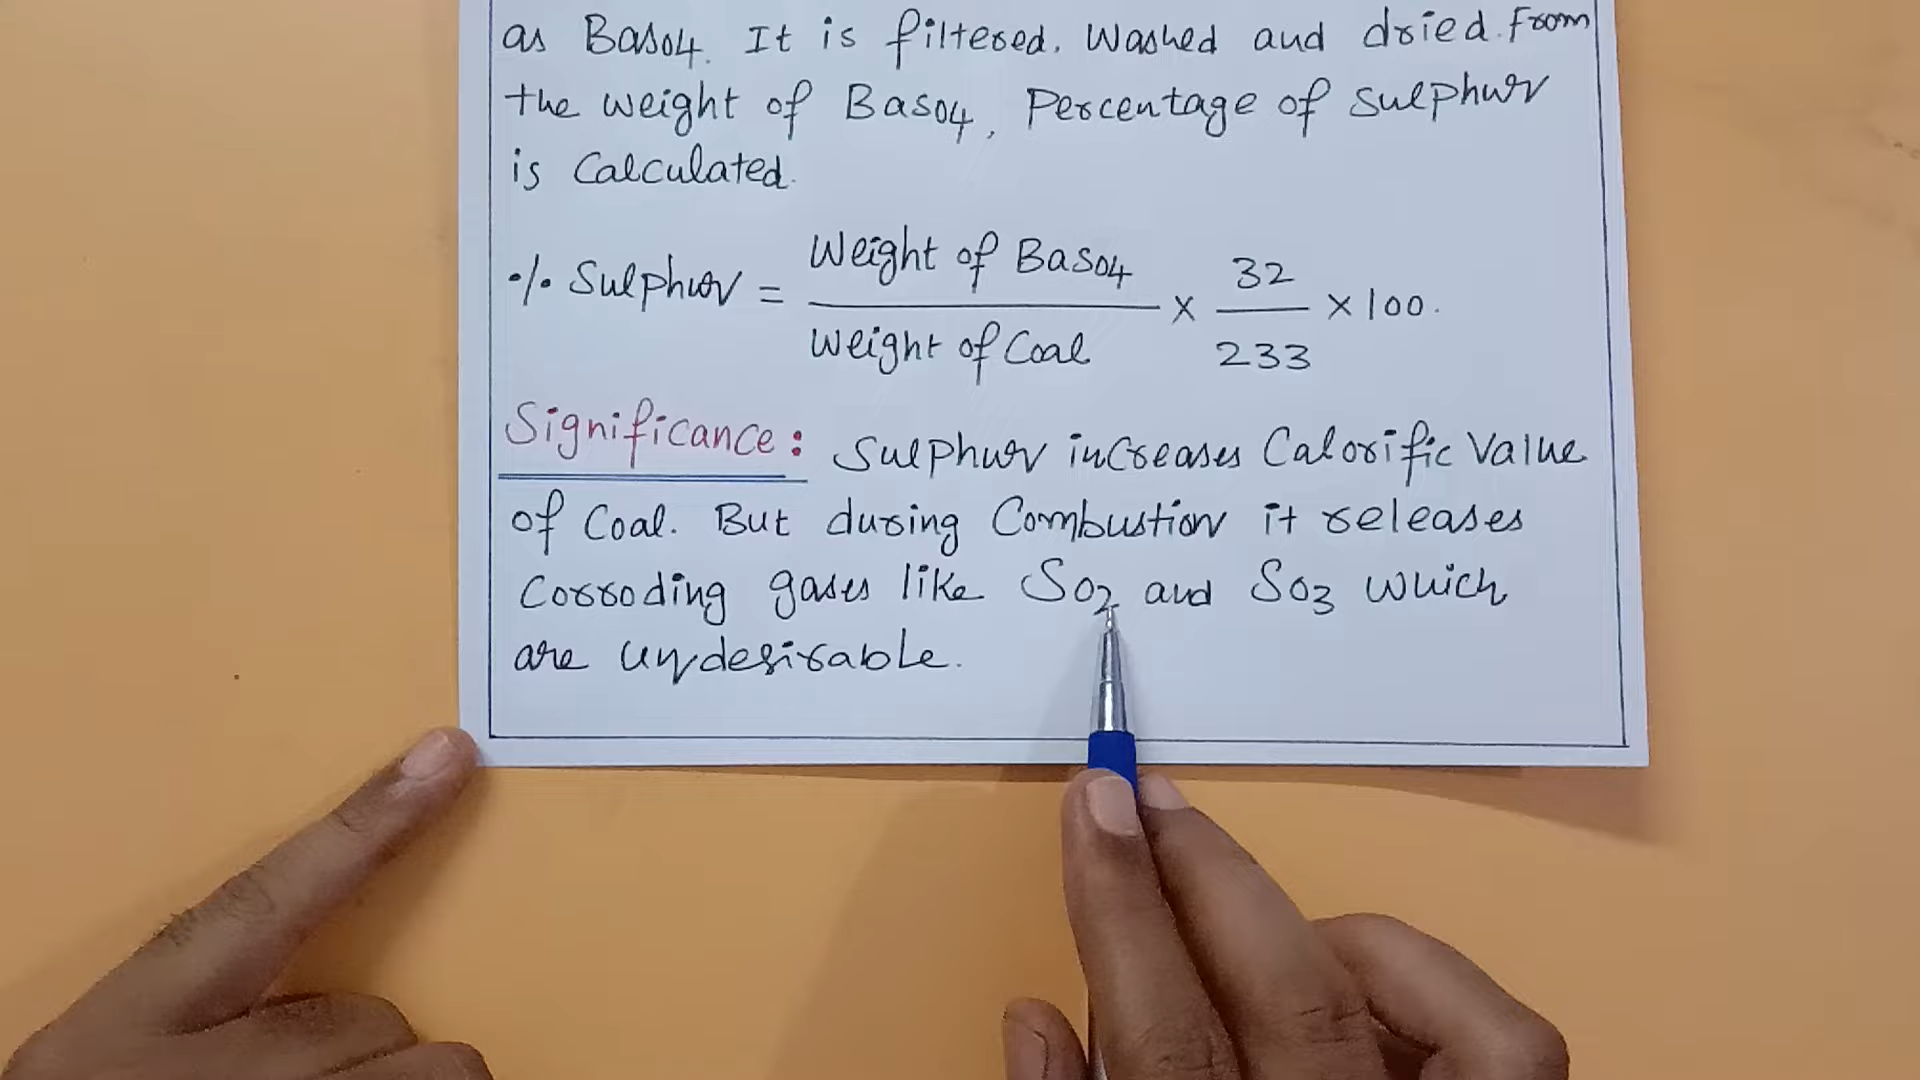 as BaSO4. It is filtered. Washed and dried. From
the weight of BaSO4, Percentage of Sulphur
is Calculated.
% Sulphur = Weight of BaSO4 / Weight of Coal × 32 / 233 × 100.
Significance: Sulphur increases Calorific Value
of Coal. But during Combustion it releases
Corroding gases like SO2 and SO3 which
are undesirable.